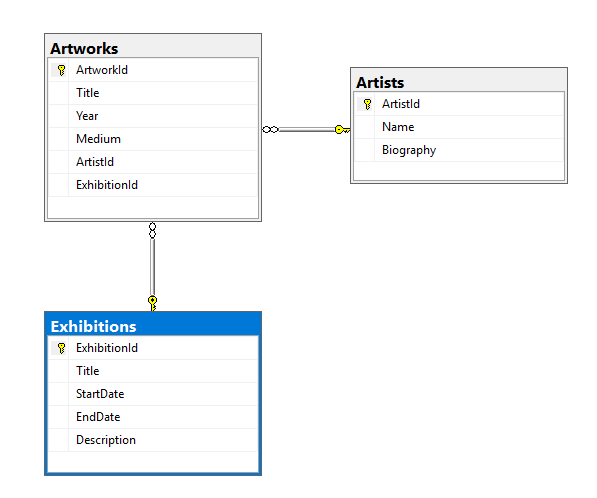 Artworks
ArtworkId
Title
Year
Medium
ArtistId
ExhibitionId
Artists
ArtistId
Name
Biography
Exhibitions
ExhibitionId
Title
StartDate
EndDate
Description